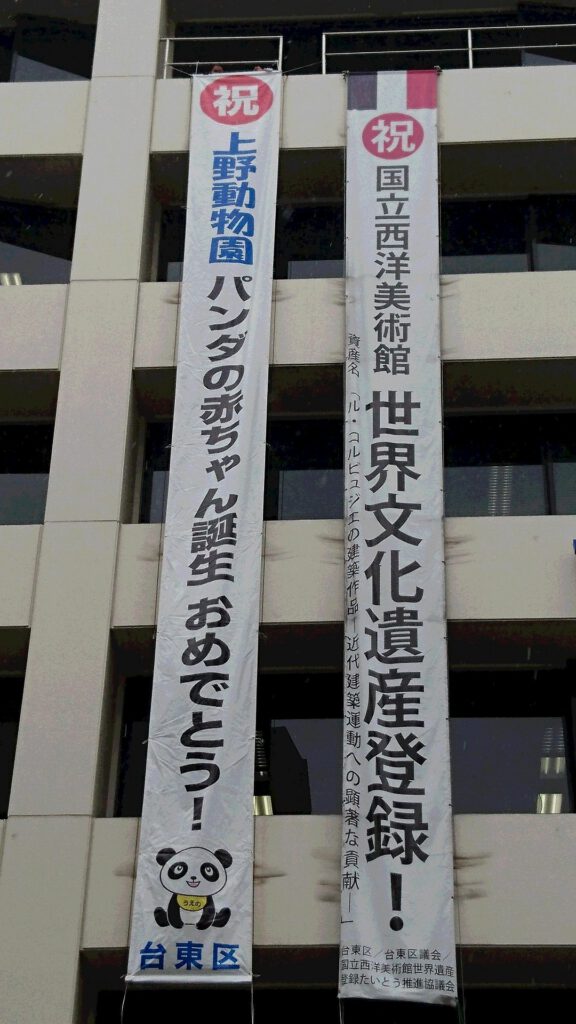 祝
国立西洋美術館 世界文化遺産登録！
資産名「ル・コルビュジエの建築作品―近代建築運動への顕著な貢献―」
台東区／台東区議会／
国立西洋美術館世界遺産
登録たいとう推進協議会
祝
上野動物園 パンダの赤ちゃん誕生 おめでとう！
うえの
台東区